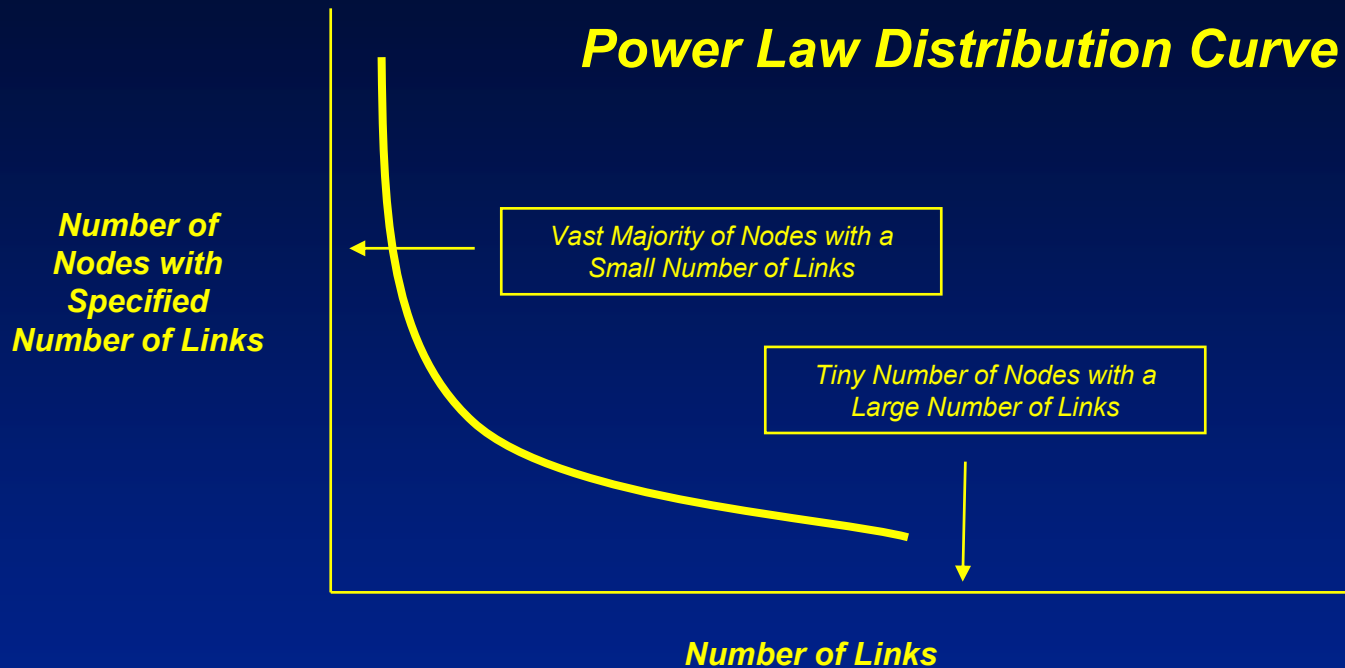 Power Law Distribution Curve
Number of
Nodes with
Specified
Number of Links
Vast Majority of Nodes with a
Small Number of Links
Tiny Number of Nodes with a
Large Number of Links
Number of Links